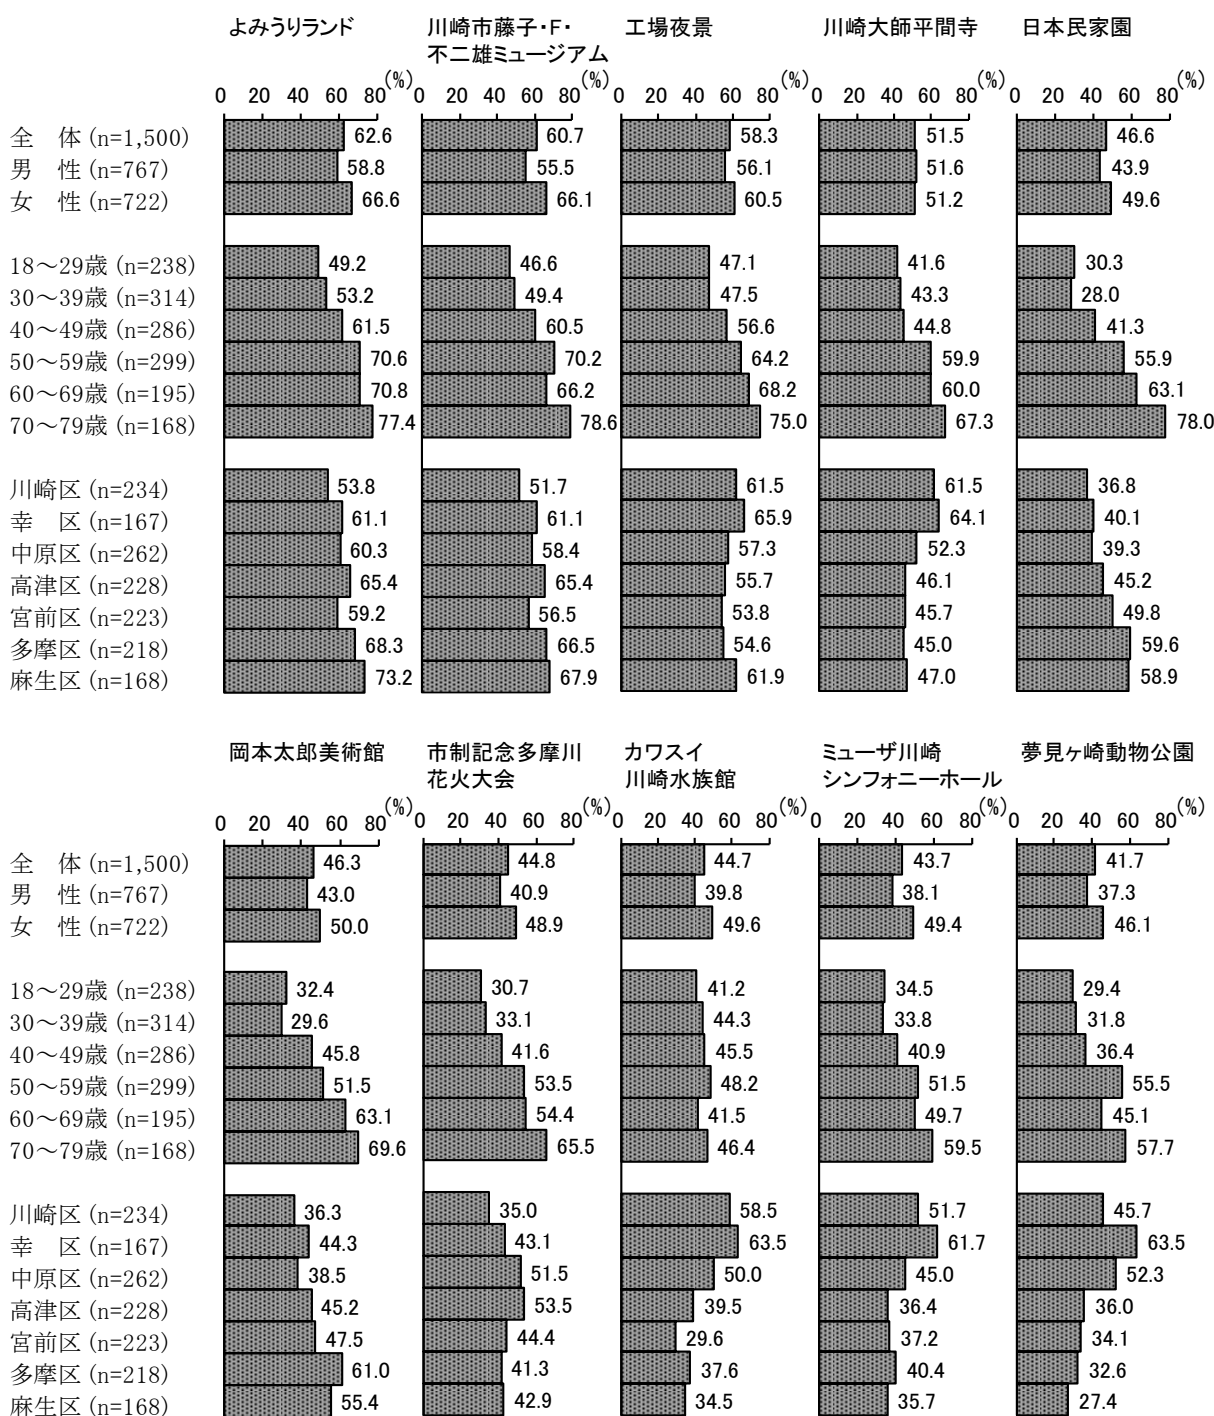 よみうりランド 川崎市藤子・F・ 工場夜景 川崎大師平間寺 日本民家園
不二雄ミュージアム
(%) (%) (%) (%) (%)
0 20 40 60 80 0 20 40 60 80 0 20 40 60 80 0 20 40 60 80 0 20 40 60 80
全 体 (n=1,500) 62.6 60.7 58.3 51.5 46.6
男 性 (n=767) 58.8 55.5 56.1 51.6 43.9
女 性 (n=722) 66.6 66.1 60.5 51.2 49.6
18～29歳 (n=238) 49.2 46.6 47.1 41.6 30.3
30～39歳 (n=314) 53.2 49.4 47.5 43.3 28.0
40～49歳 (n=286) 61.5 60.5 56.6 44.8 41.3
50～59歳 (n=299) 70.6 70.2 64.2 59.9 55.9
60～69歳 (n=195) 70.8 66.2 68.2 60.0 63.1
70～79歳 (n=168) 77.4 78.6 75.0 67.3 78.0
川崎区 (n=234) 53.8 51.7 61.5 61.5 36.8
幸 区 (n=167) 61.1 61.1 65.9 64.1 40.1
中原区 (n=262) 60.3 58.4 57.3 52.3 39.3
高津区 (n=228) 65.4 65.4 55.7 46.1 45.2
宮前区 (n=223) 59.2 56.5 53.8 45.7 49.8
多摩区 (n=218) 68.3 66.5 54.6 45.0 59.6
麻生区 (n=168) 73.2 67.9 61.9 47.0 58.9
岡本太郎美術館 市制記念多摩川 カワスイ ミューザ川崎 夢見ヶ崎動物公園
花火大会 川崎水族館 シンフォニーホール
(%) (%) (%) (%) (%)
0 20 40 60 80 0 20 40 60 80 0 20 40 60 80 0 20 40 60 80 0 20 40 60 80
全 体 (n=1,500) 46.3 44.8 44.7 43.7 41.7
男 性 (n=767) 43.0 40.9 39.8 38.1 37.3
女 性 (n=722) 50.0 48.9 49.6 49.4 46.1
18～29歳 (n=238) 32.4 30.7 41.2 34.5 29.4
30～39歳 (n=314) 29.6 33.1 44.3 33.8 31.8
40～49歳 (n=286) 45.8 41.6 45.5 40.9 36.4
50～59歳 (n=299) 51.5 53.5 48.2 51.5 55.5
60～69歳 (n=195) 63.1 54.4 41.5 49.7 45.1
70～79歳 (n=168) 69.6 65.5 46.4 59.5 57.7
川崎区 (n=234) 36.3 35.0 58.5 51.7 45.7
幸 区 (n=167) 44.3 43.1 63.5 61.7 63.5
中原区 (n=262) 38.5 51.5 50.0 45.0 52.3
高津区 (n=228) 45.2 53.5 39.5 36.4 36.0
宮前区 (n=223) 47.5 44.4 29.6 37.2 34.1
多摩区 (n=218) 61.0 41.3 37.6 40.4 32.6
麻生区 (n=168) 55.4 42.9 34.5 35.7 27.4